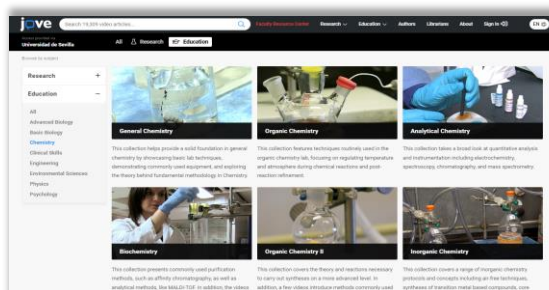 jove Search 19,009 video articles... Faculty Resource Center Research Education Authors Librarians About Sign In EN
Universidad de Sevilla
All Research Education
Browse by subject
Research +
Education −
All
Advanced Biology
Basic Biology
Chemistry
Clinical Skills
Engineering
Environmental Sciences
Physics
Psychology
General Chemistry
This collection helps provide a solid foundation in general
chemistry by showcasing basic lab techniques,
demonstrating commonly-used equipment, and exploring
the theory behind fundamental methodology in Chemistry
Organic Chemistry
This collection features techniques routinely used in the
organic chemistry lab, focusing on regulating temperature
and atmosphere during chemical reactions and post-
reaction refinement.
Analytical Chemistry
This collection takes a broad look at quantitative analysis
and instrumentation including electrochemistry,
spectroscopy, chromatography, and mass spectrometry.
Biochemistry
This collection presents commonly used purification
methods, such as affinity chromatography, as well as
analytical methods, like MALDI-TOF. In addition, the videos
Organic Chemistry II
This collection covers the theory and reactions necessary
to carry out syntheses on a more advanced level. In
addition, a few videos introduce methods commonly used
Inorganic Chemistry
This collection covers a range of inorganic chemistry
protocols and concepts including air-free techniques,
syntheses of transition metal based compounds, core